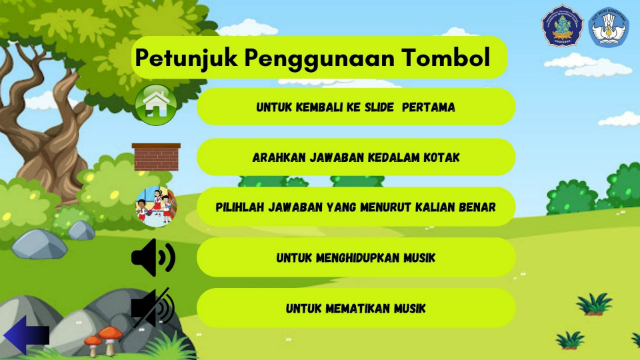 Petunjuk Penggunaan Tombol
UNTUK KEMBALI KE SLIDE PERTAMA
ARAHKAN JAWABAN KEDALAM KOTAK
PILIHLAH JAWABAN YANG MENURUT KALIAN BENAR
UNTUK MENGHIDUPKAN MUSIK
UNTUK MEMATIKAN MUSIK